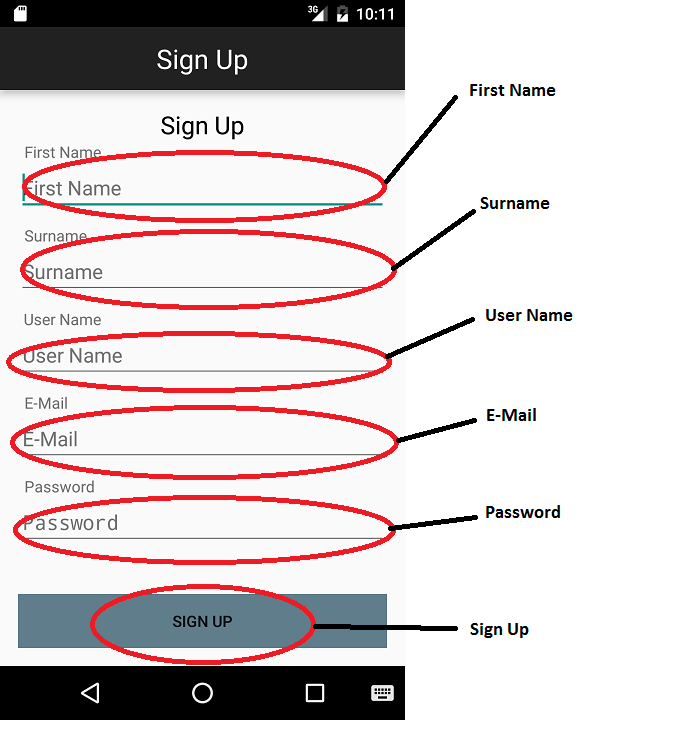 3G 10:11
Sign Up
First Name
Sign Up
First Name
First Name
Surname
Surname
Surname
User Name
User Name
User Name
E-Mail
E-Mail
E-Mail
Password
Password
Password
SIGN UP
Sign Up